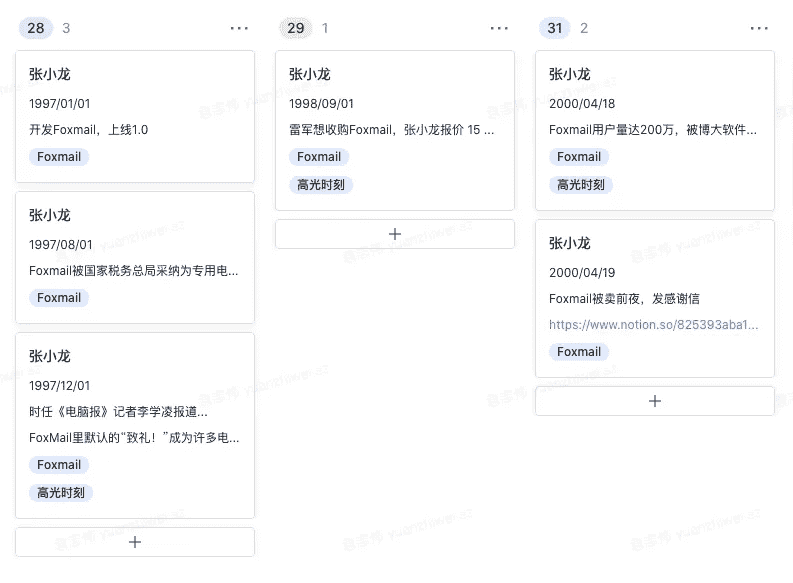 28 3 ...
张小龙
1997/01/01
开发Foxmail，上线1.0
Foxmail
张小龙
1997/08/01
Foxmail被国家税务总局采纳为专用电...
Foxmail
张小龙
1997/12/01
时任《电脑报》记者李学凌报道...
FoxMail里默认的“致礼！”成为许多电...
Foxmail
高光时刻
+
29 1 ...
张小龙
1998/09/01
雷军想收购Foxmail，张小龙报价 15 ...
Foxmail
高光时刻
+
31 2 ...
张小龙
2000/04/18
Foxmail用户量达200万，被博大软件...
Foxmail
高光时刻
张小龙
2000/04/19
Foxmail被卖前夜，发感谢信
https://www.notion.so/825393aba1...
Foxmail
+